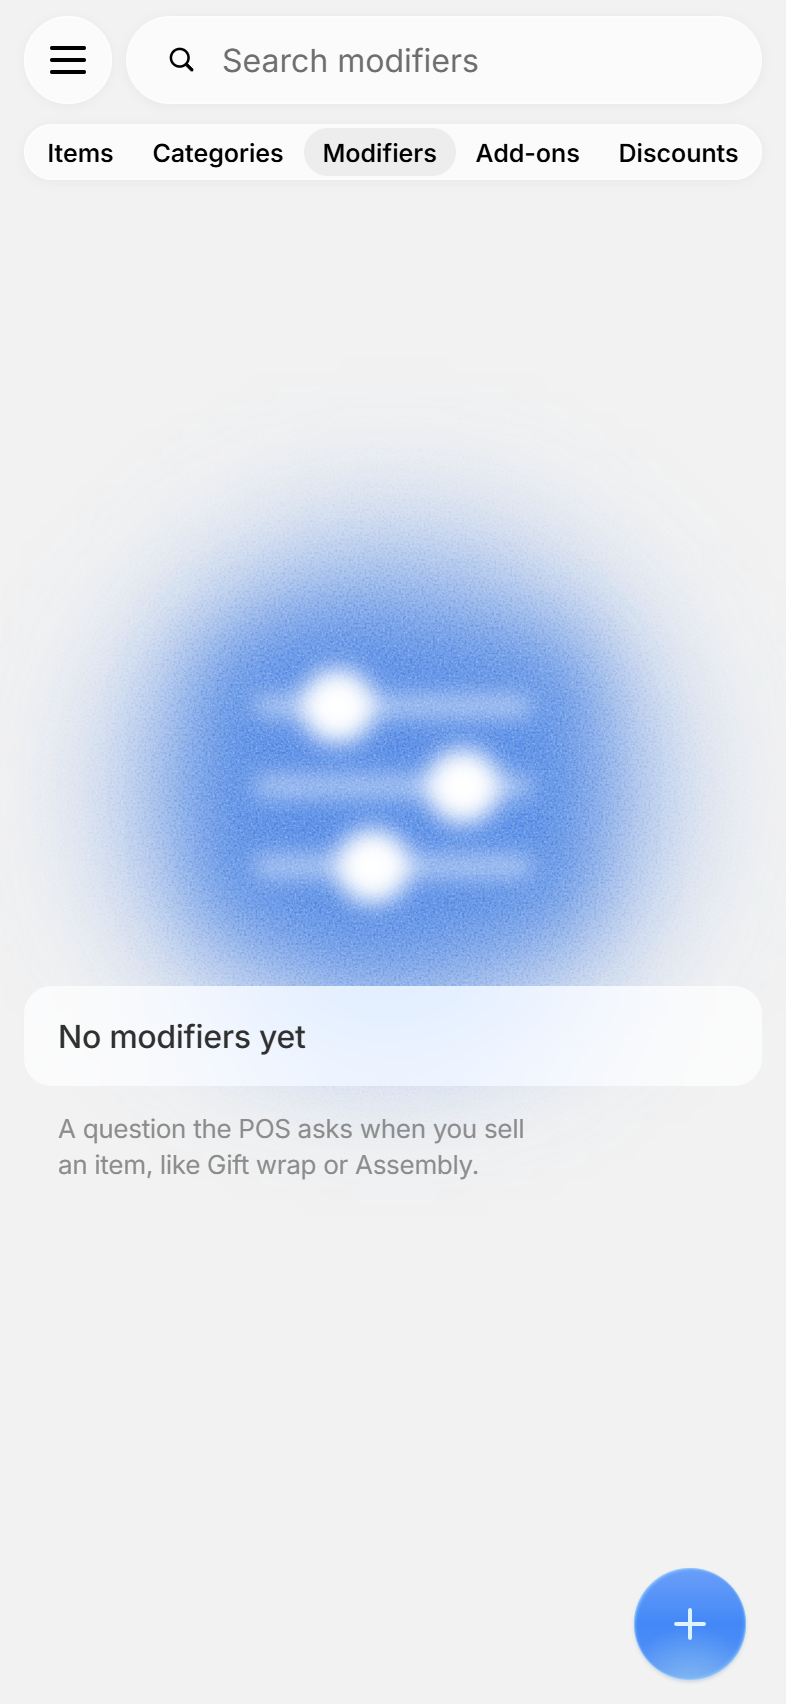 Search modifiers
Items Categories Modifiers Add-ons Discounts
No modifiers yet
A question the POS asks when you sell
an item, like Gift wrap or Assembly.